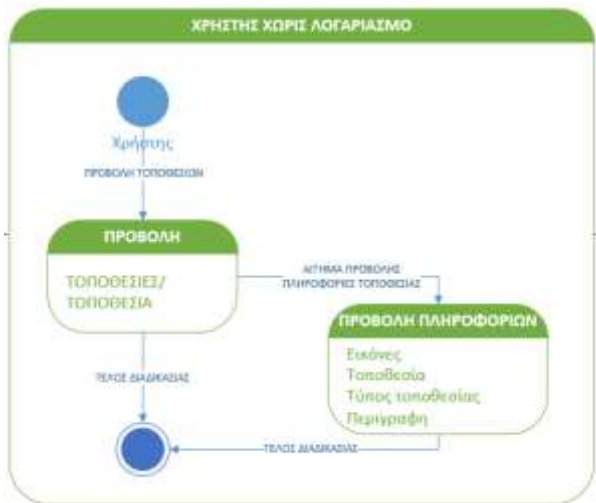 ΧΡΗΣΤΗΣ ΧΩΡΙΣ ΛΟΓΑΡΙΑΣΜΟ
Χρήστης
ΠΡΟΒΟΛΗ ΤΟΠΟΘΕΣΙΩΝ
ΠΡΟΒΟΛΗ
ΤΟΠΟΘΕΣΙΕΣ/
ΤΟΠΟΘΕΣΙΑ
ΑΙΤΗΜΑ ΠΡΟΒΟΛΗΣ
ΠΛΗΡΟΦΟΡΙΕΣ ΤΟΠΟΘΕΣΙΑΣ
ΠΡΟΒΟΛΗ ΠΛΗΡΟΦΟΡΙΩΝ
Εικόνες
Τοποθεσία
Τύπος τοποθεσίας
Περιγραφη
ΤΕΛΟΣ ΔΙΑΔΙΚΑΣΙΑΣ
ΤΕΛΟΣ ΔΙΑΔΙΚΑΣΙΑΣ